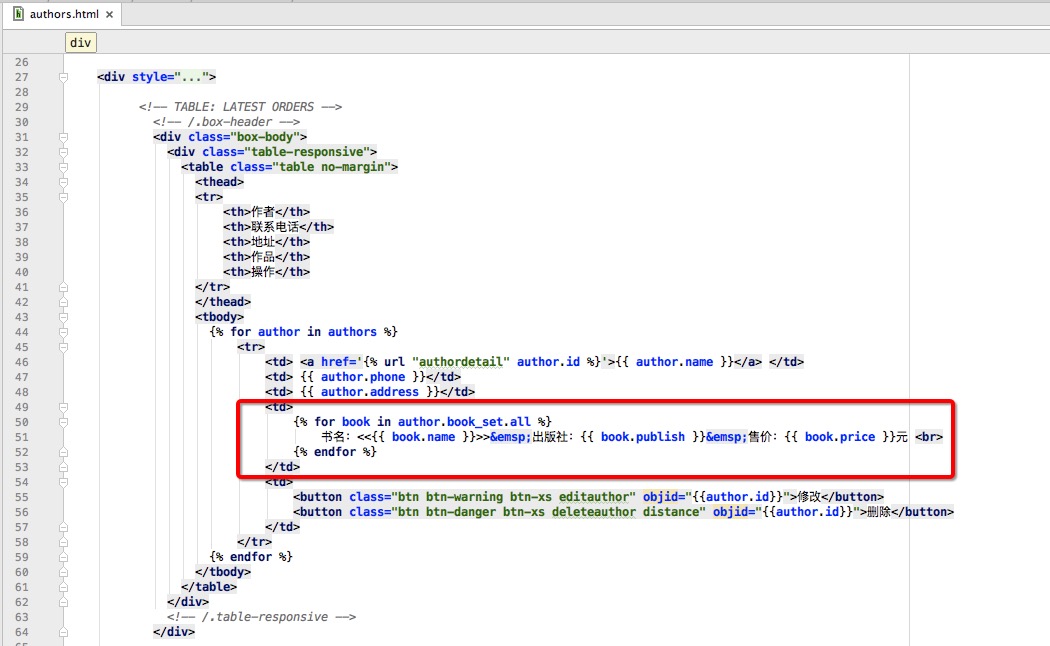 authors.html ×
div
26
27 <div style="...">
28
29 <!-- TABLE: LATEST ORDERS -->
30 <!-- /.box-header -->
31 <div class="box-body">
32 <div class="table-responsive">
33 <table class="table no-margin">
34 <thead>
35 <tr>
36 <th>作者</th>
37 <th>联系电话</th>
38 <th>地址</th>
39 <th>作品</th>
40 <th>操作</th>
41 </tr>
42 </thead>
43 <tbody>
44 {% for author in authors %}
45 <tr>
46 <td> <a href='{% url "authordetail" author.id %}'>{{ author.name }}</a> </td>
47 <td> {{ author.phone }}</td>
48 <td> {{ author.address }}</td>
49 <td>
50 {% for book in author.book_set.all %}
51 书名：<<{{ book.name }}>>&emsp;出版社：{{ book.publish }}&emsp;售价：{{ book.price }}元 <br>
52 {% endfor %}
53 </td>
54 <td>
55 <button class="btn btn-warning btn-xs editauthor" objid="{{author.id}}">修改</button>
56 <button class="btn btn-danger btn-xs deleteauthor distance" objid="{{author.id}}">删除</button>
57 </td>
58 </tr>
59 {% endfor %}
60 </tbody>
61 </table>
62 </div>
63 <!-- /.table-responsive -->
64 </div>
65